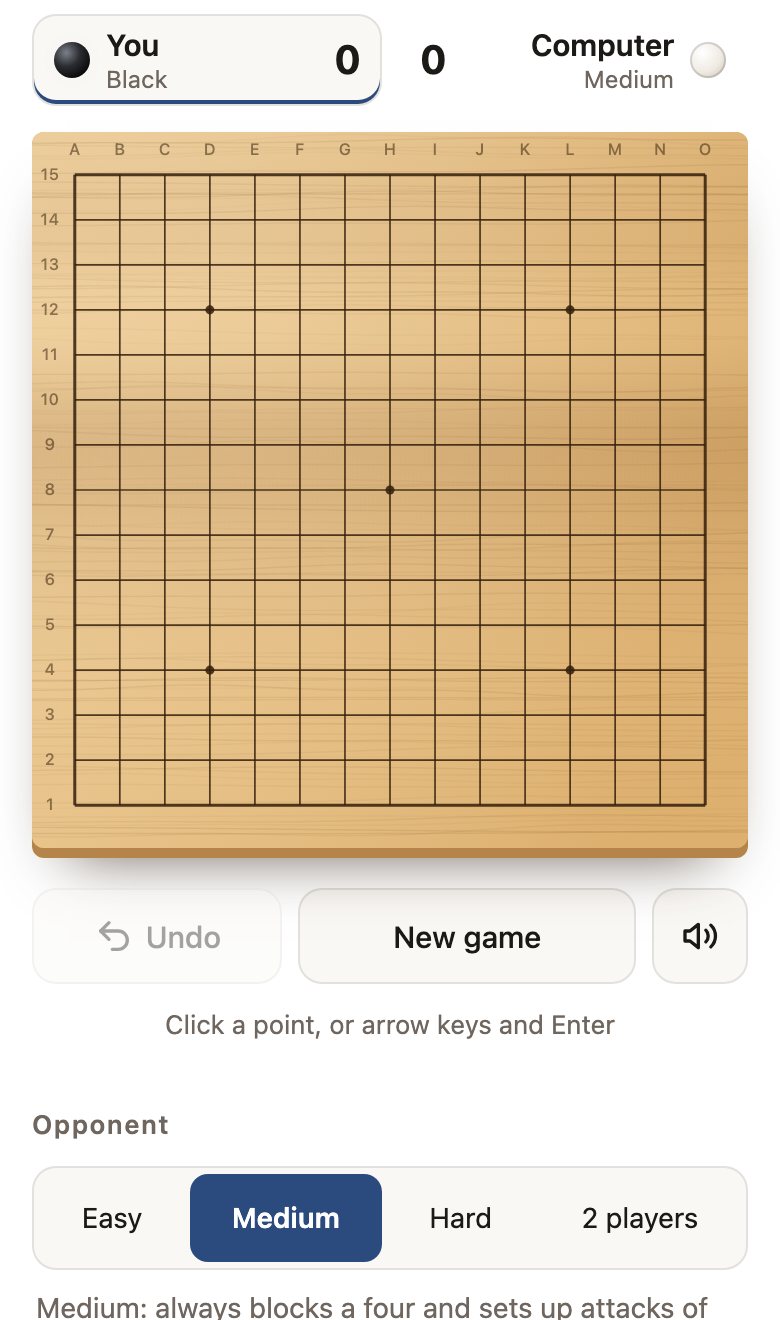 You 0 0 Computer
Black Medium
A B C D E F G H I J K L M N O
15
14
13
12
11
10
9
8
7
6
5
4
3
2
1
Undo New game
Click a point, or arrow keys and Enter
Opponent
Easy Medium Hard 2 players
Medium: always blocks a four and sets up attacks of